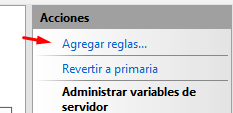 Acciones
Agregar reglas...
Revertir a primaria
Administrar variables de
servidor